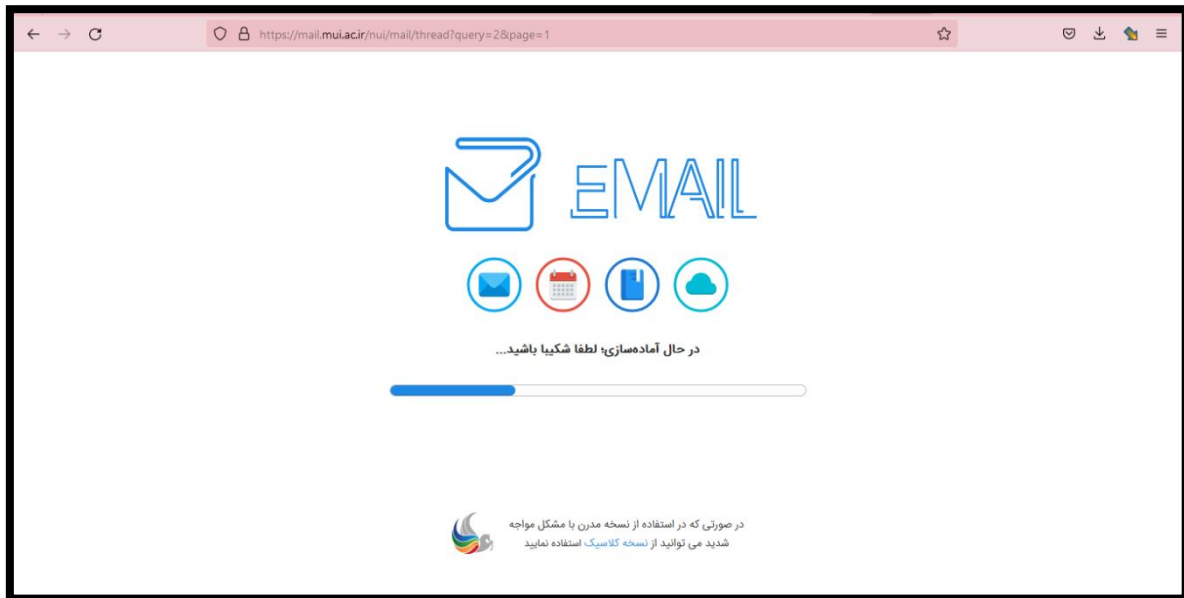 https://mail.mui.ac.ir/nui/mail/thread?query=2&page=1
EMAIL
در حال آماده‌سازی؛ لطفا شکیبا باشید...
در صورتی که در استفاده از نسخه مدرن با مشکل مواجه
شدید می توانید از نسخه کلاسیک استفاده نمایید